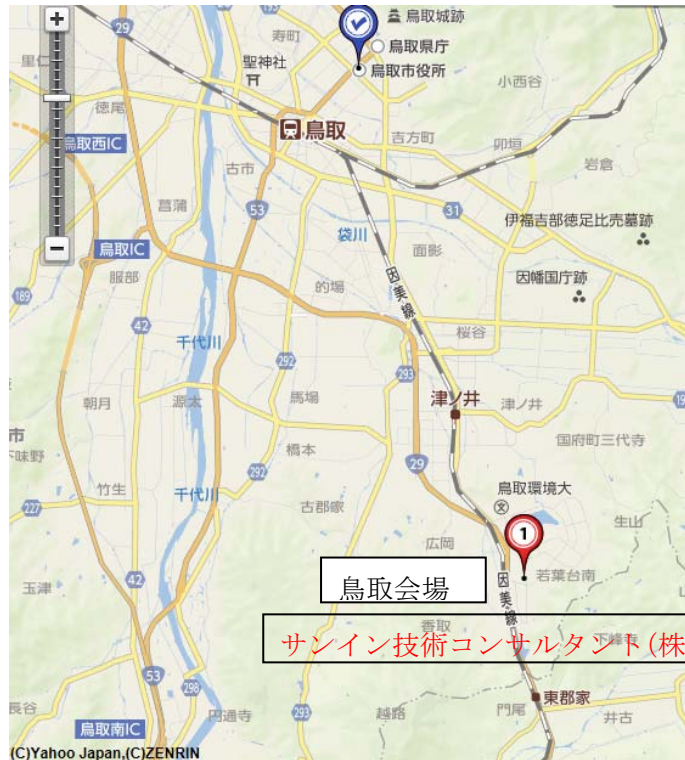 鳥取城跡
29
寿町
鳥取県庁
里仁
聖神社
鳥取市役所
小西谷
徳尾
鳥取
鳥取西IC
吉方町
卯垣
古市
岩倉
菖蒲
53
31
伊福吉部徳足比売墓跡
袋川
鳥取IC
面影
服部
因幡国庁跡
189
的場
因美線
42
桜谷
千代川
292
293
朝月
源太
馬場
津ノ井
津ノ井
市
橋本
国府町三代寺
下味野
29
292
竹生
千代川
鳥取環境大
227
古郡家
文
生山
広岡
1
42
若葉台南
玉津
鳥取会場
因美線
香取
サンイン技術コンサルタント(株
下峰寺
53
298
東郡家
長谷
円通寺
293
越路
門尾
井古
鳥取南IC
(C)Yahoo Japan,(C)ZENRIN